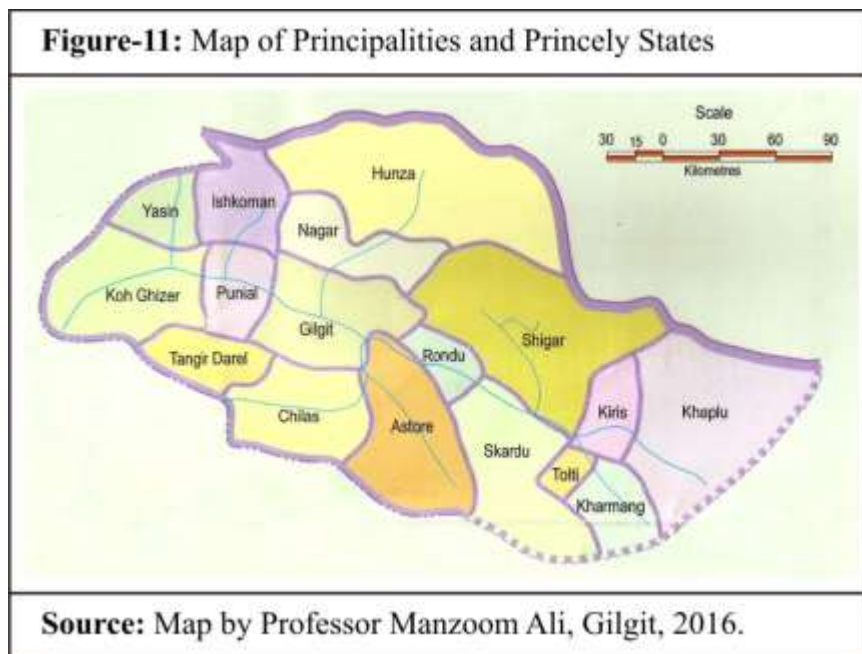 Figure-11: Map of Principalities and Princely States
Scale
30 15 0 30 60 90
Kilometres
Hunza
Yasin
Ishkoman
Nagar
Koh Ghizer
Punial
Gilgit
Shigar
Tangir Darel
Rondu
Chilas
Astore
Kiris
Khaplu
Skardu
Tolti
Kharmang
Source: Map by Professor Manzoom Ali, Gilgit, 2016.